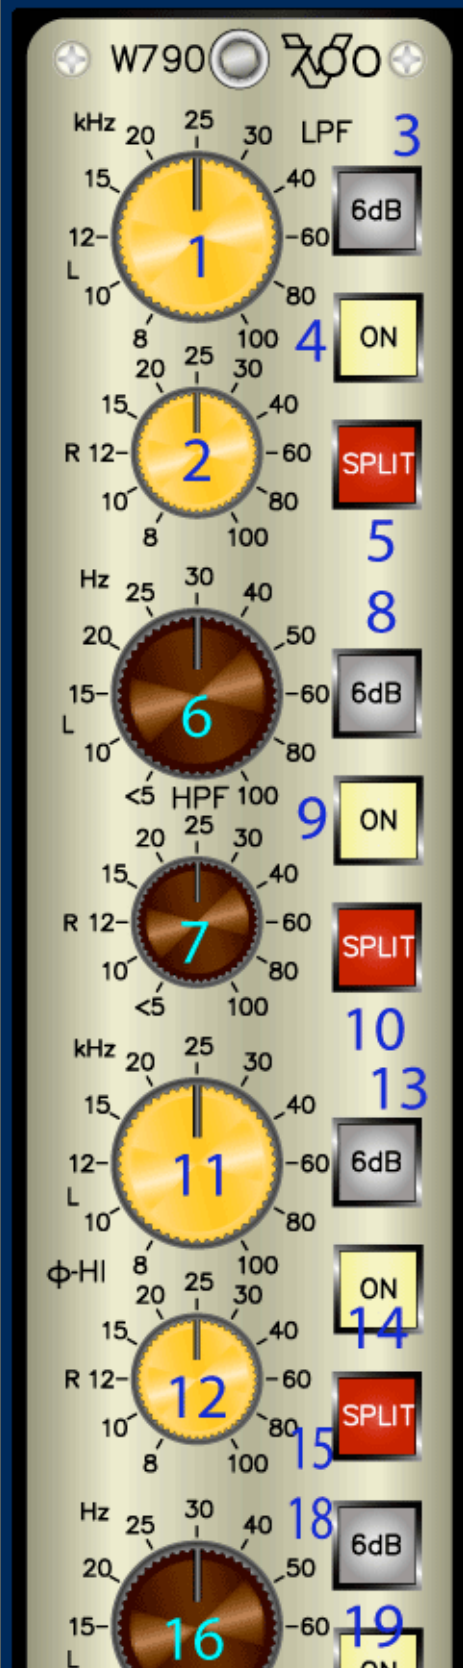 W790 ZOO
kHz 20 25 30 LPF 3
15 40 6dB
12 1 60
L
10 80
8 100 4 ON
20 25 30
15 40
R 12 2 60 SPLIT
10 80
8 100 5
Hz 25 30 40 8
20 50
15 6 60 6dB
L
10 80
<5 HPF 100 9 ON
20 25 30
15 40
R 12 7 60 SPLIT
10 80
<5 100 10
kHz 20 25 30 13
15 40
12 11 60 6dB
L
10 80
Φ-HI 8 100 ON
20 25 30 14
15 40
R 12 12 60 SPLIT
10 80 15
8 100
Hz 25 30 40 18 6dB
20 50
15 16 60 19
L ON